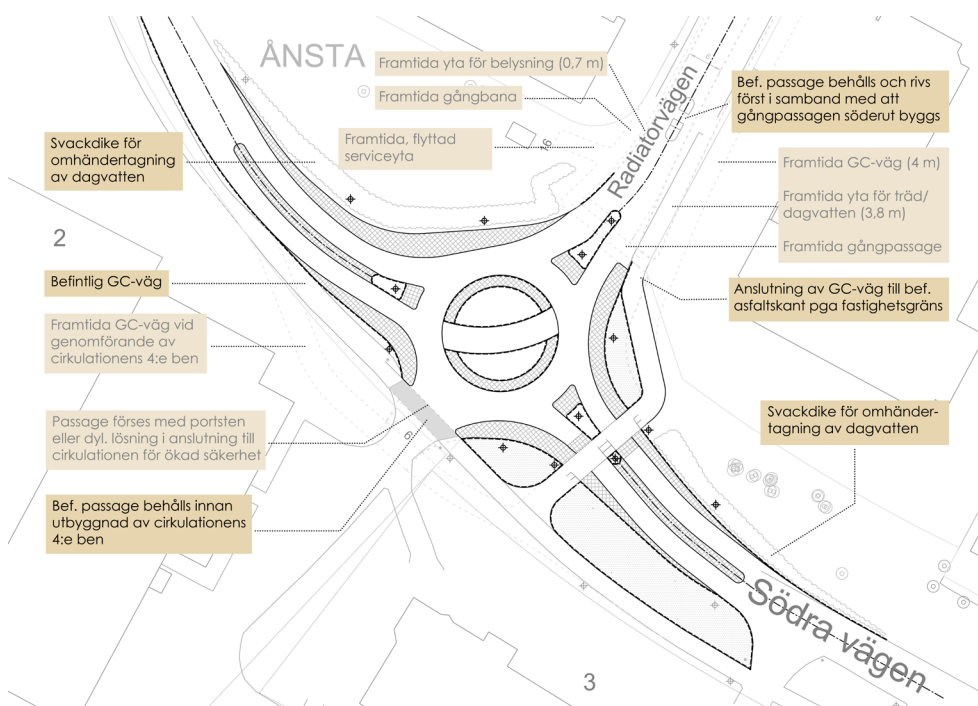 ÅNSTA
Framtida yta för belysning (0,7 m)
Framtida gångbana
Framtida, flyttad
serviceyta
16
Radiatorvägen
Bef. passage behålls och rivs
först i samband med att
gångpassagen söderut byggs
Svackdike för
omhändertagning
av dagvatten
Framtida GC-väg (4 m)
Framtida yta för träd/
dagvatten (3,8 m)
Framtida gångpassage
2
Befintlig GC-väg
Anslutning av GC-väg till bef.
asfaltskant pga fastighetsgräns
Framtida GC-väg vid
genomförande av
cirkulationens 4:e ben
Passage förses med portsten
eller dyl. lösning i anslutning till
cirkulationen för ökad säkerhet
Svackdike för omhänder-
tagning av dagvatten
Bef. passage behålls innan
utbyggnad av cirkulationens
4:e ben
Södra vägen
3